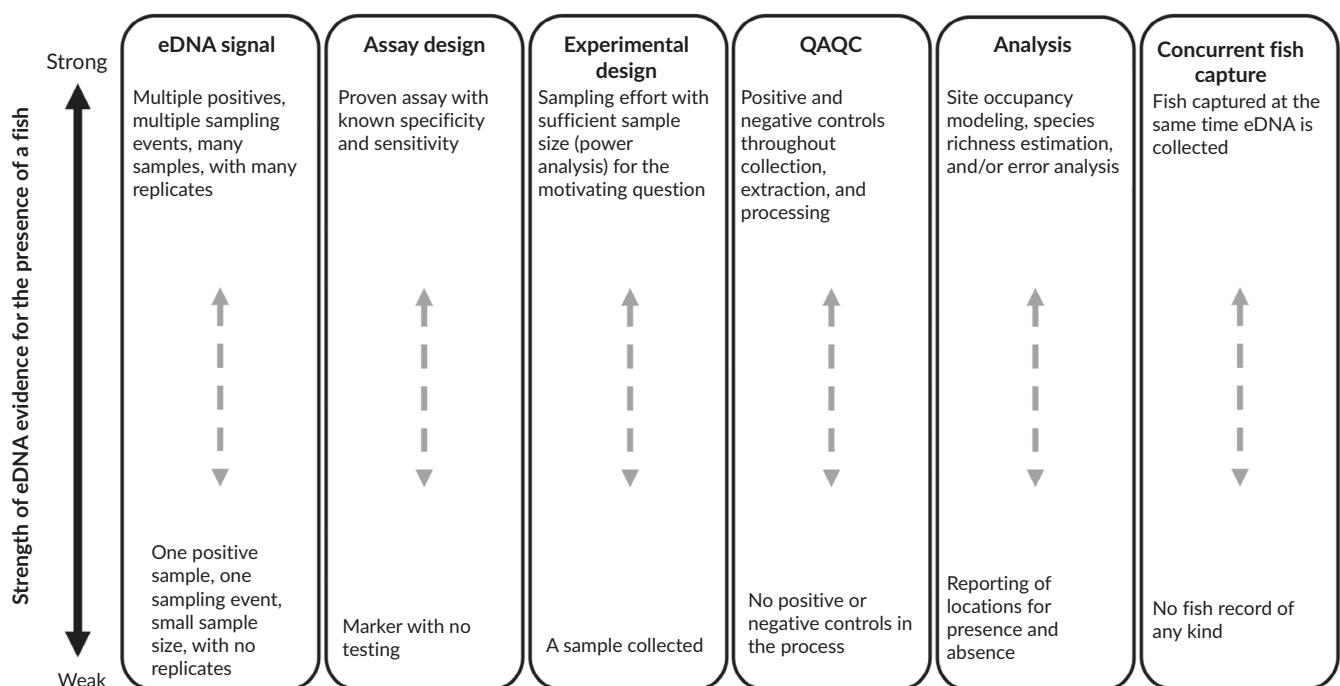 Strength of eDNA evidence for the presence of a fish
Strong
Weak
eDNA signal
Multiple positives,
multiple sampling
events, many
samples, with many
replicates
One positive
sample, one
sampling event,
small sample
size, with no
replicates
Assay design
Proven assay with
known specificity
and sensitivity
Marker with no
testing
Experimental
design
Sampling effort with
sufficient sample
size (power
analysis) for the
motivating question
A sample collected
QAQC
Positive and
negative controls
throughout
collection,
extraction, and
processing
No positive or
negative controls in
the process
Analysis
Site occupancy
modeling, species
richness estimation,
and/or error analysis
Reporting of
locations for
presence and
absence
Concurrent fish
capture
Fish captured at the
same time eDNA is
collected
No fish record of
any kind